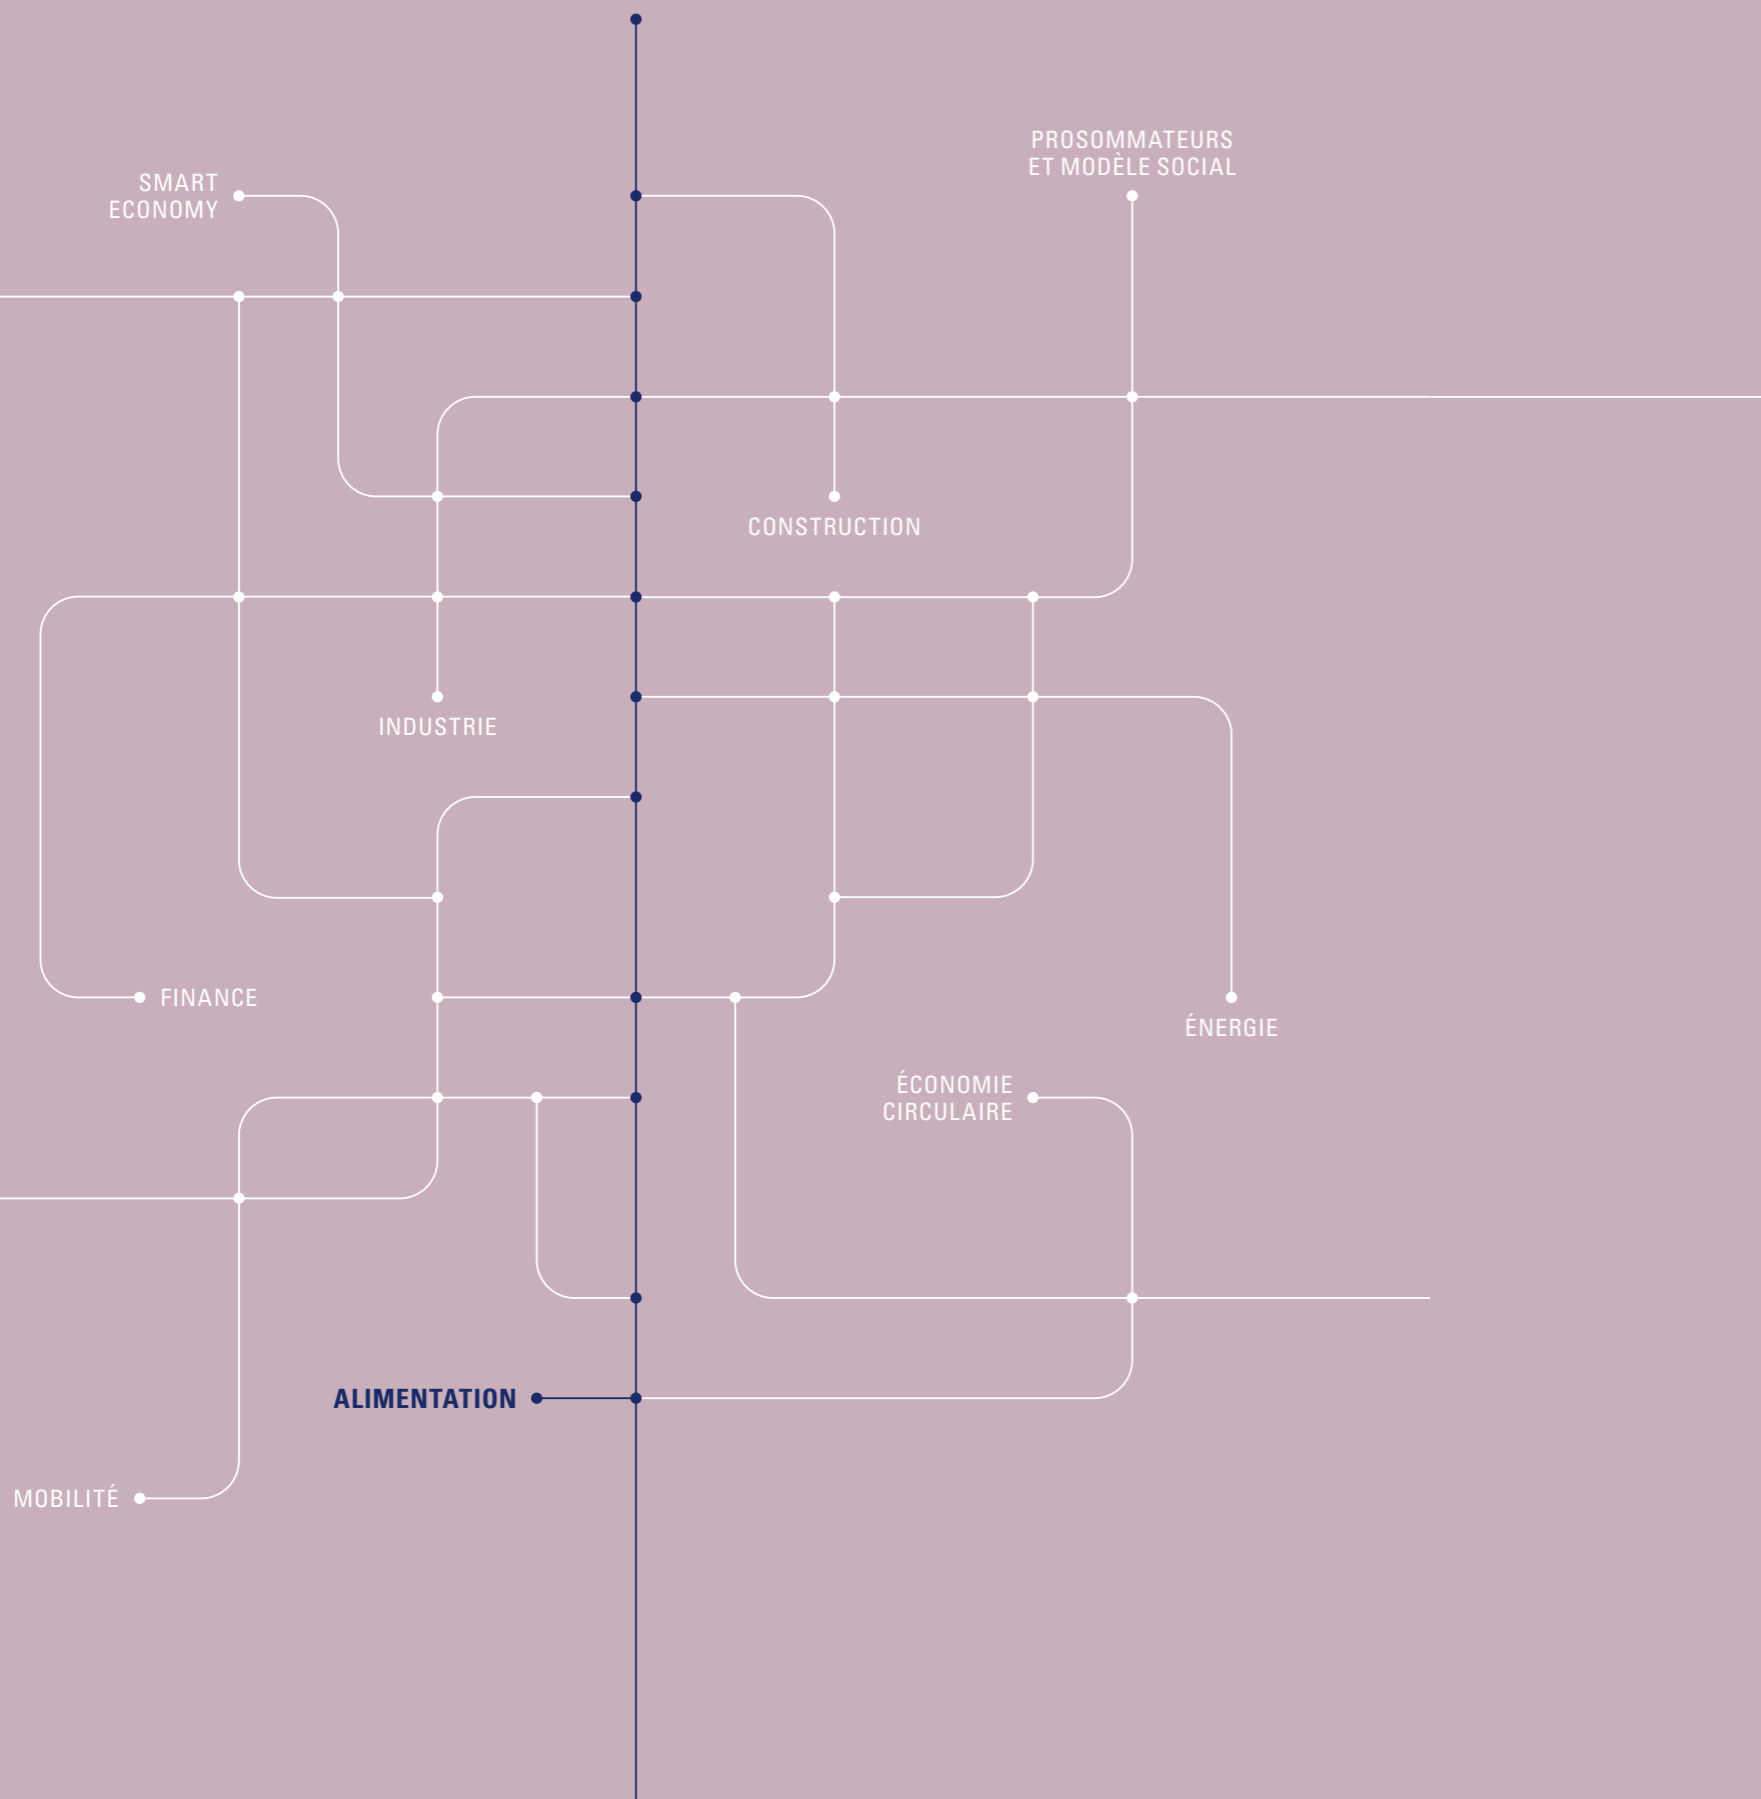 PROSOMMATEURS
ET MODÈLE SOCIAL
SMART
ECONOMY
CONSTRUCTION
INDUSTRIE
FINANCE
ÉNERGIE
ÉCONOMIE
CIRCULAIRE
ALIMENTATION
MOBILITÉ